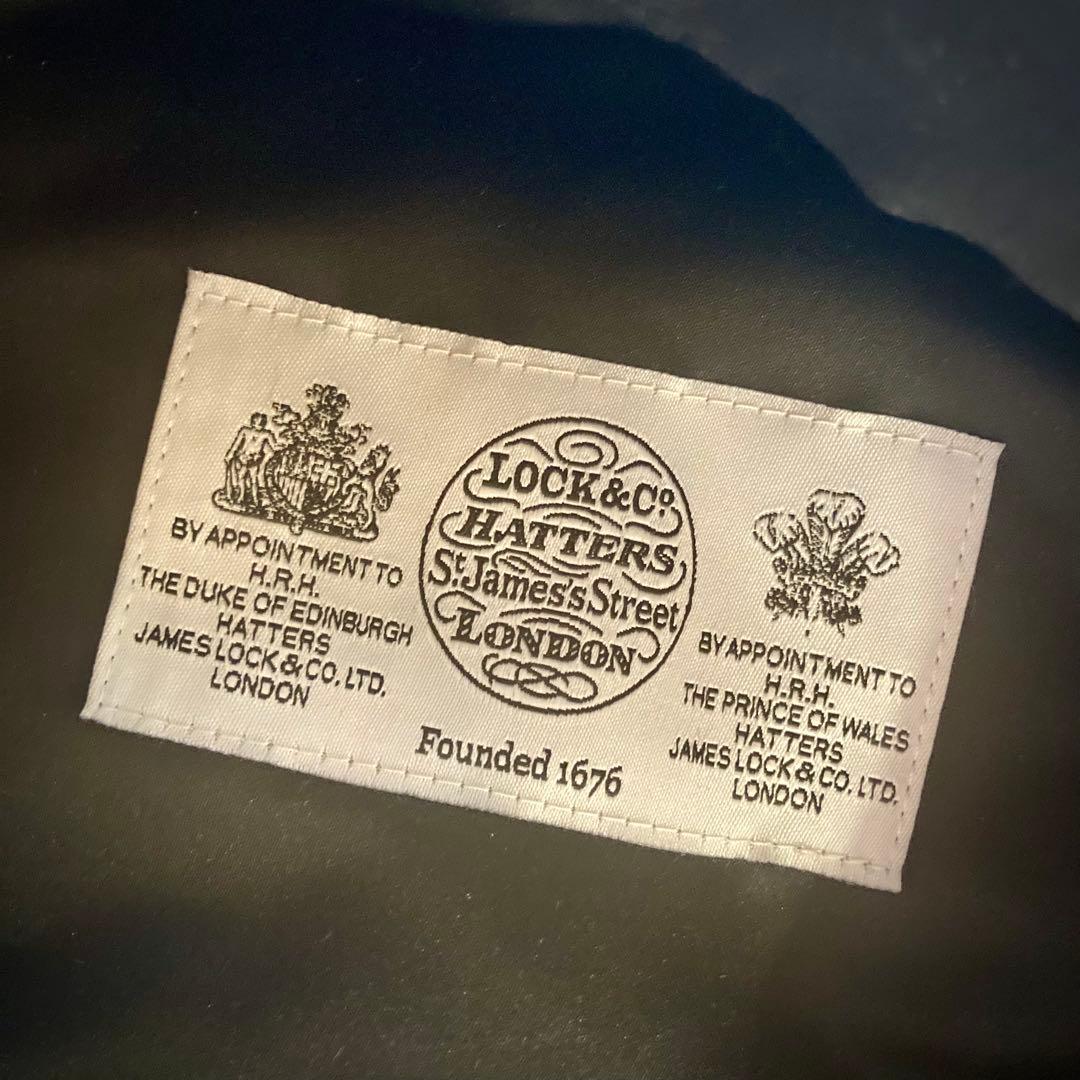 BY APPOINTMENT TO
H.R.H.
THE DUKE OF EDINBURGH
HATTERS
JAMES LOCK & CO. LTD.
LONDON
LOCK & Co.
HATTERS
St. James's Street
LONDON
Founded 1676
BY APPOINTMENT TO
H.R.H.
THE PRINCE OF WALES
HATTERS
JAMES LOCK & CO. LTD.
LONDON